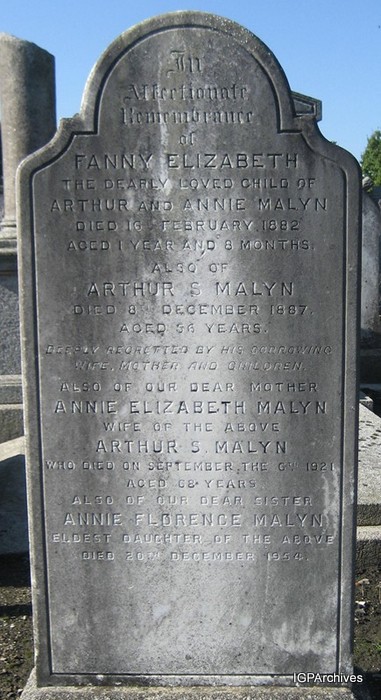 In
Affectionate
Remembrance
of
FANNY ELIZABETH
THE DEARLY LOVED CHILD OF
ARTHUR AND ANNIE MALYN
DIED 16TH FEBRUARY, 1882
AGED 1 YEAR AND 8 MONTHS.
ALSO OF
ARTHUR S MALYN
DIED 8TH DECEMBER 1887.
AGED 36 YEARS.
DEEPLY REGRETTED BY HIS SORROWING
WIFE, MOTHER AND CHILDREN.
ALSO OF OUR DEAR MOTHER
ANNIE ELIZABETH MALYN
WIFE OF THE ABOVE
ARTHUR S. MALYN
WHO DIED ON SEPTEMBER THE 6TH 1921
AGED 68 YEARS
ALSO OF OUR DEAR SISTER
ANNIE FLORENCE MALYN
ELDEST DAUGHTER OF THE ABOVE
DIED 20TH DECEMBER 1954.
IGPArchives